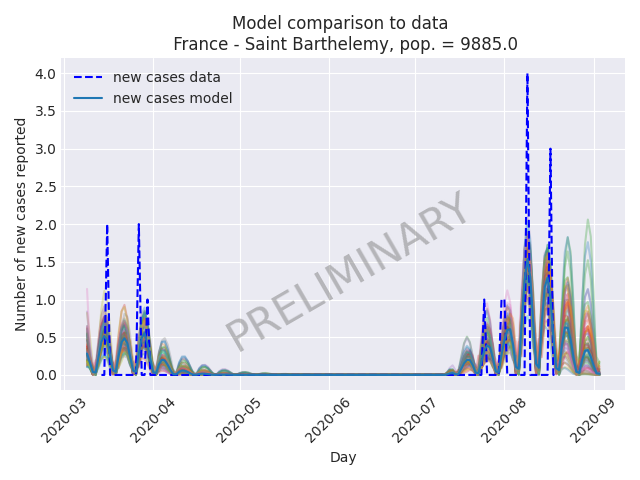 Model comparison to data
France - Saint Barthelemy, pop. = 9885.0
new cases data
new cases model
Number of new cases reported
4.0
3.5
3.0
2.5
2.0
1.5
1.0
0.5
0.0
PRELIMINARY
2020-03
2020-04
2020-05
2020-06
2020-07
2020-08
2020-09
Day